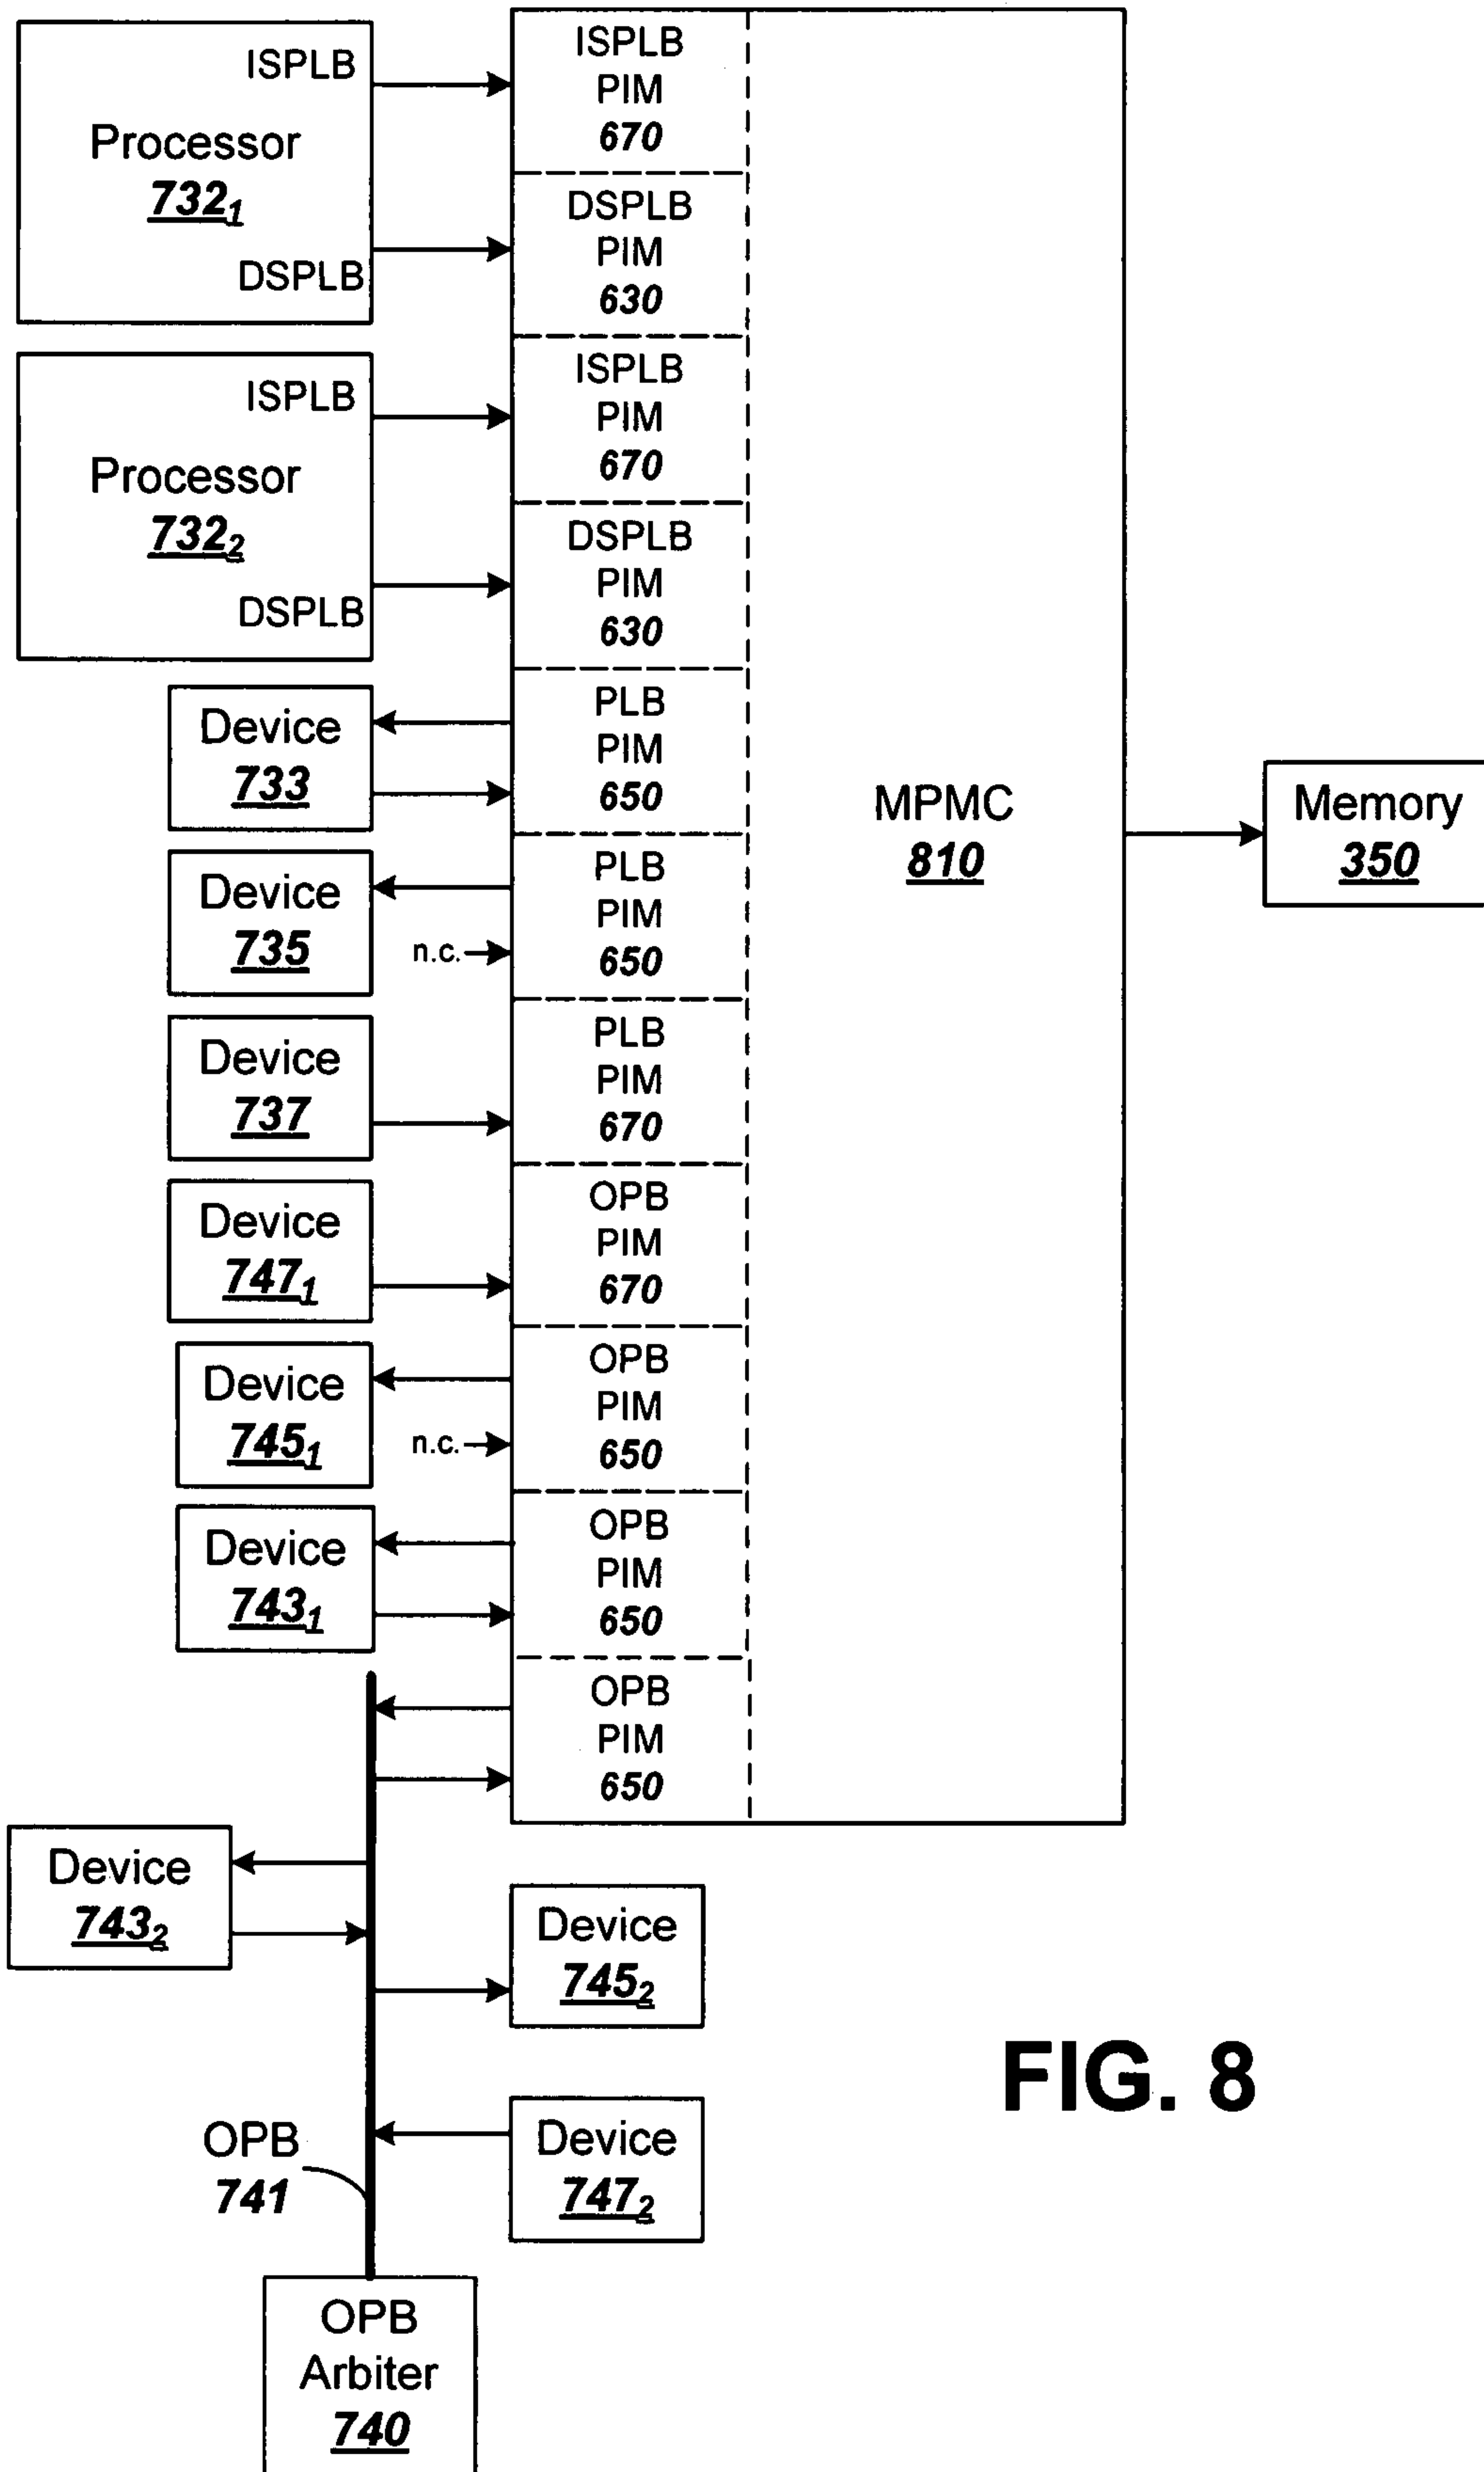 ISPLB
Processor
732₁
DSPLB
ISPLB
Processor
732₂
DSPLB
Device
733
Device
735
n.c.
Device
737
Device
747₁
Device
745₁
n.c.
Device
743₁
ISPLB
PIM
670
DSPLB
PIM
630
ISPLB
PIM
670
DSPLB
PIM
630
PLB
PIM
650
PLB
PIM
650
PLB
PIM
670
OPB
PIM
670
OPB
PIM
650
OPB
PIM
650
OPB
PIM
650
MPMC
810
Memory
350
Device
743₂
Device
745₂
Device
747₂
OPB
741
OPB
Arbiter
740
FIG. 8